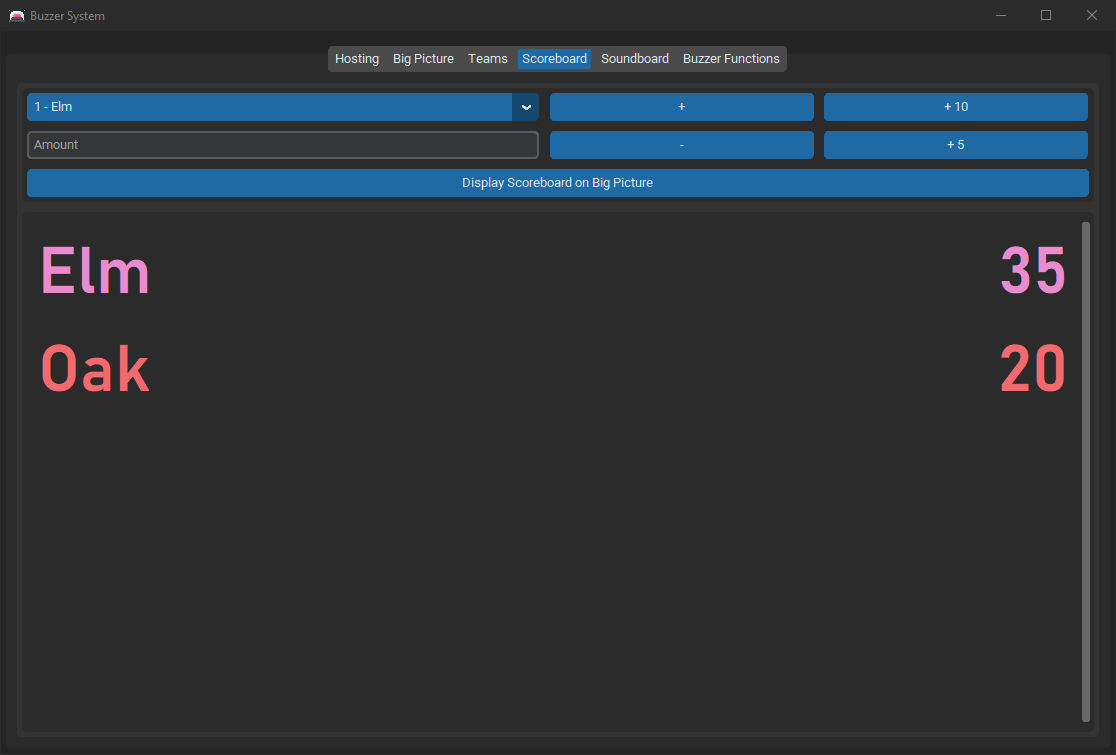 Buzzer System
Hosting Big Picture Teams Scoreboard Soundboard Buzzer Functions
1 - Elm + + 10
Amount - + 5
Display Scoreboard on Big Picture
Elm 35
Oak 20